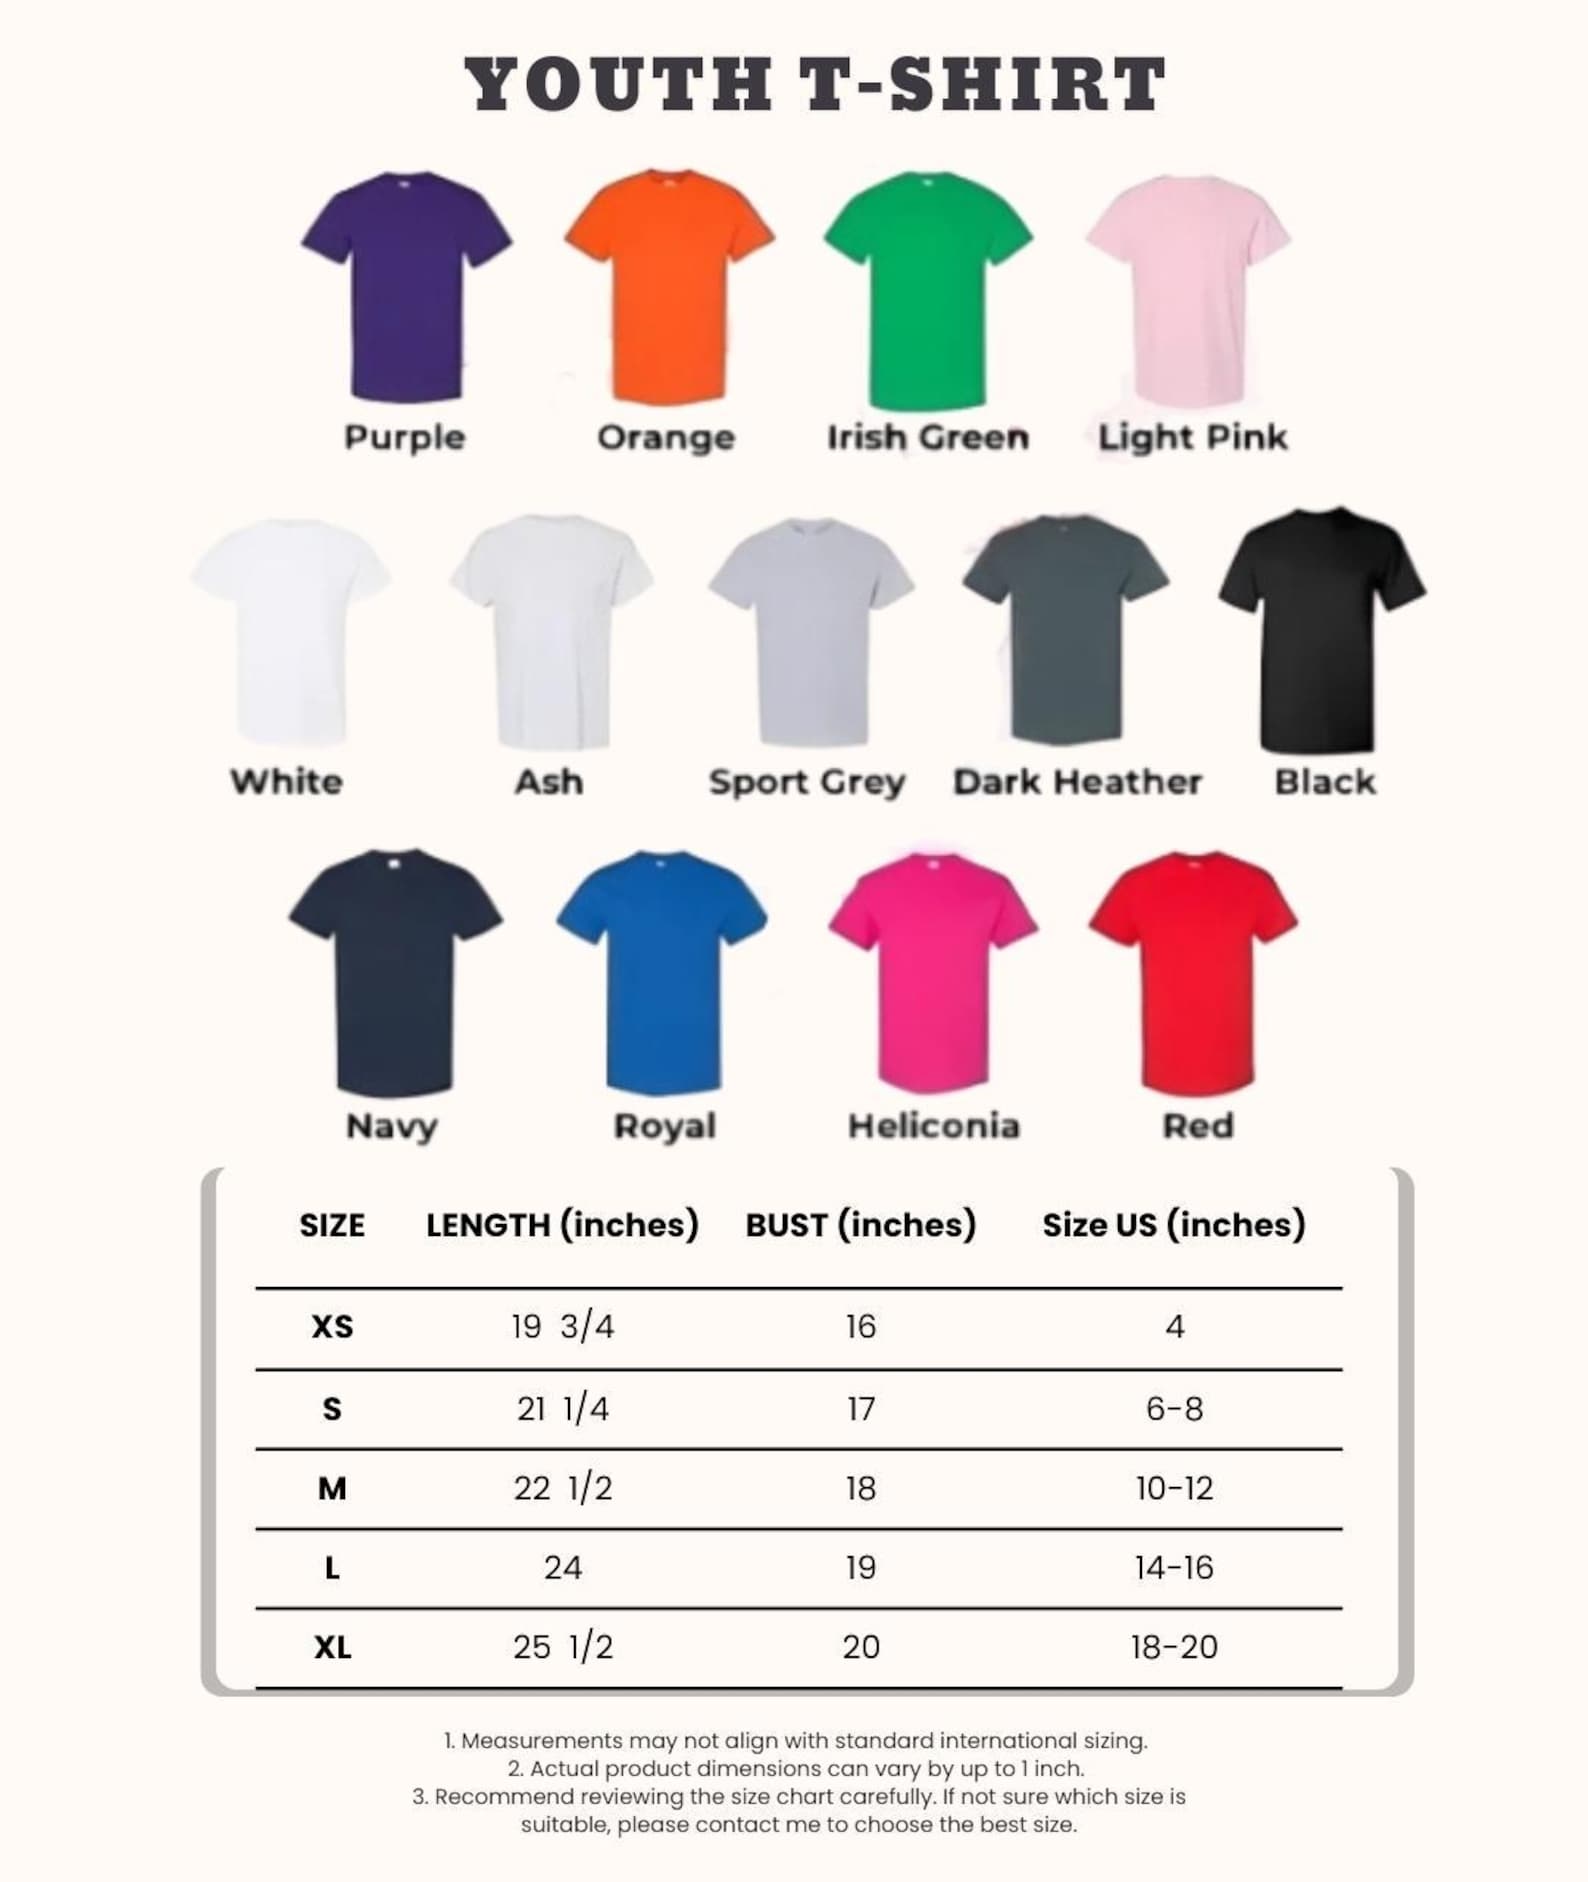 YOUTH T-SHIRT
Purple Orange Irish Green Light Pink
White Ash Sport Grey Dark Heather Black
Navy Royal Heliconia Red
SIZE LENGTH (inches) BUST (inches) Size US (inches)
XS 19 3/4 16 4
S 21 1/4 17 6-8
M 22 1/2 18 10-12
L 24 19 14-16
XL 25 1/2 20 18-20
1. Measurements may not align with standard international sizing.
2. Actual product dimensions can vary by up to 1 inch.
3. Recommend reviewing the size chart carefully. If not sure which size is
suitable, please contact me to choose the best size.